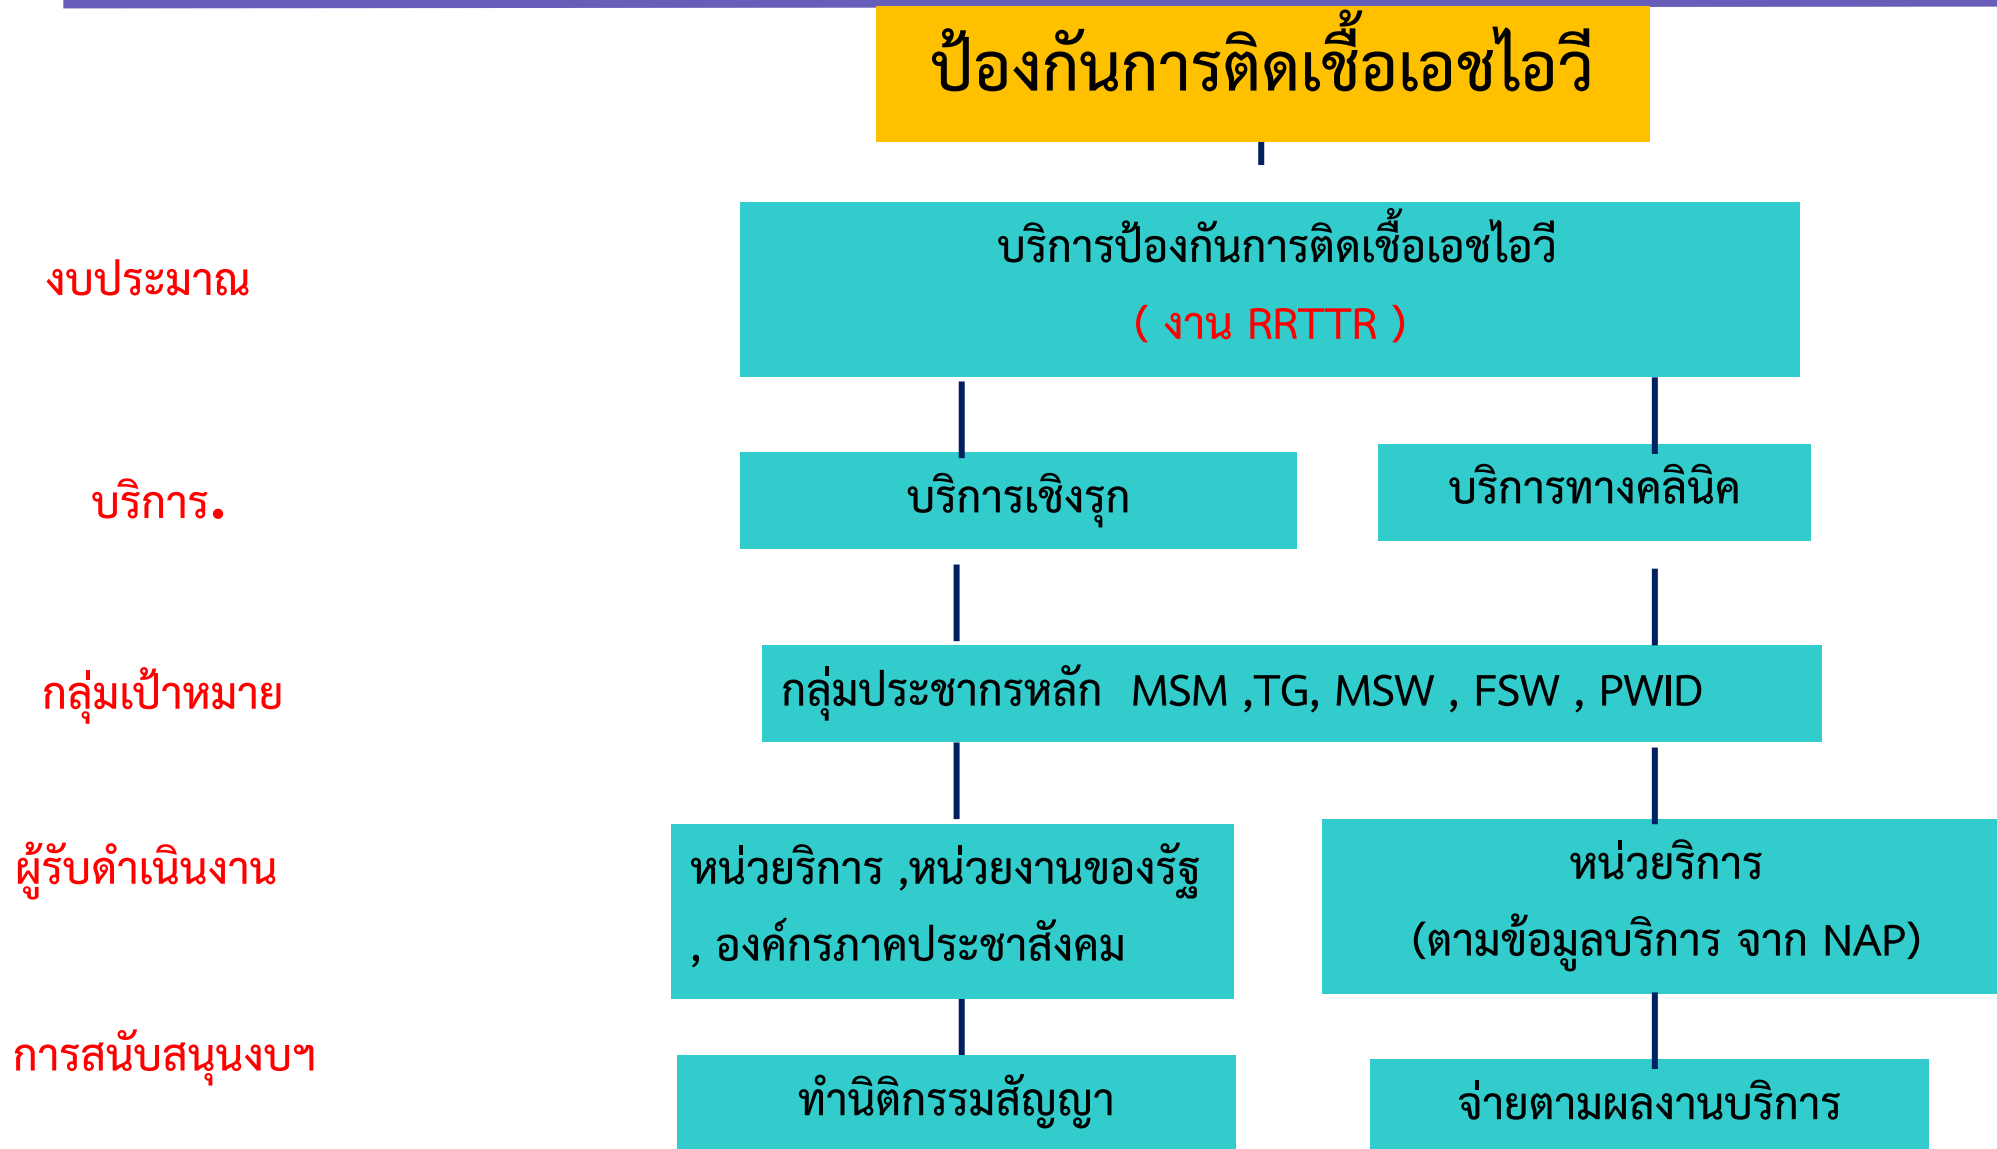 ป้องกันการติดเชื้อเอชไอวี
งบประมาณ
บริการป้องกันการติดเชื้อเอชไอวี
( งาน RRTTR )
บริการ.
บริการเชิงรุก
บริการทางคลินิค
กลุ่มเป้าหมาย
กลุ่มประชากรหลัก MSM ,TG, MSW , FSW , PWID
ผู้รับดำเนินงาน
หน่วยริการ ,หน่วยงานของรัฐ
, องค์กรภาคประชาสังคม
หน่วยริการ
(ตามข้อมูลบริการ จาก NAP)
การสนับสนุนงบฯ
ทำนิติกรรมสัญญา
จ่ายตามผลงานบริการ